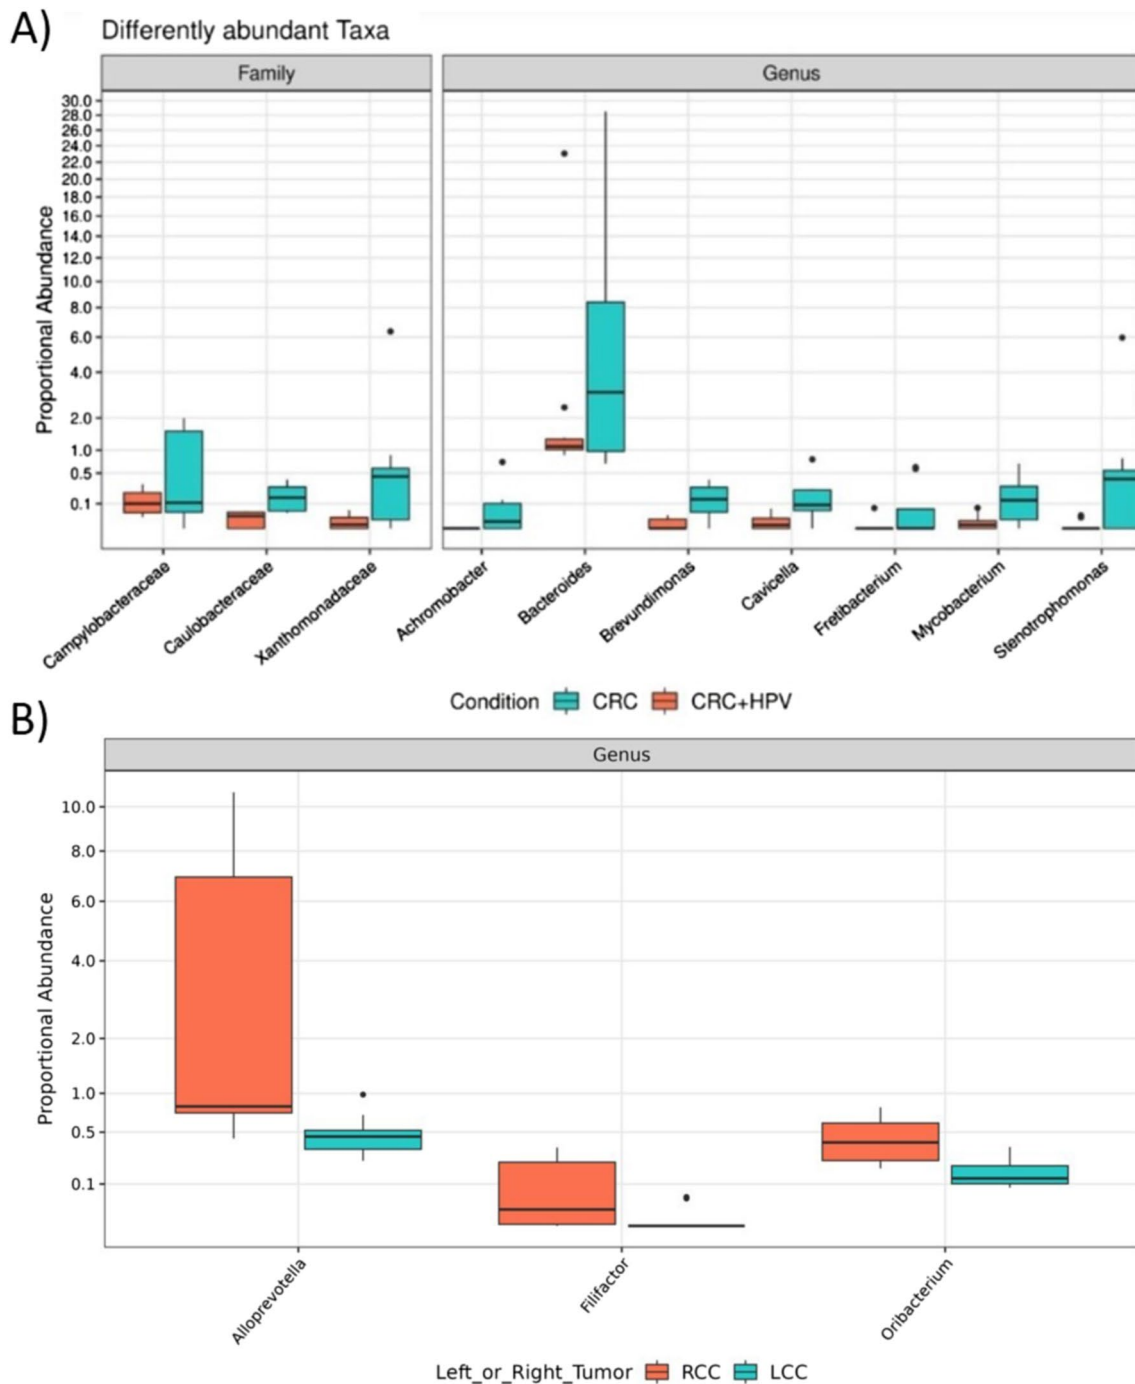 A)
Differently abundant Taxa
Family
Genus
Proportional Abundance
30.0
28.0
26.0
24.0
22.0
20.0
18.0
16.0
14.0
12.0
10.0
8.0
6.0
4.0
2.0
1.0
0.5
0.1
Campylobacteraceae
Caulobacteraceae
Xanthomonadaceae
Achromobacter
Bacteroides
Brevundimonas
Cavicella
Fretibacterium
Mycobacterium
Stenotrophomonas
Condition CRC CRC+HPV
B)
Genus
Proportional Abundance
10.0
8.0
6.0
4.0
2.0
1.0
0.5
0.1
Alloprevotella
Filifactor
Oribacterium
Left_or_Right_Tumor RCC LCC